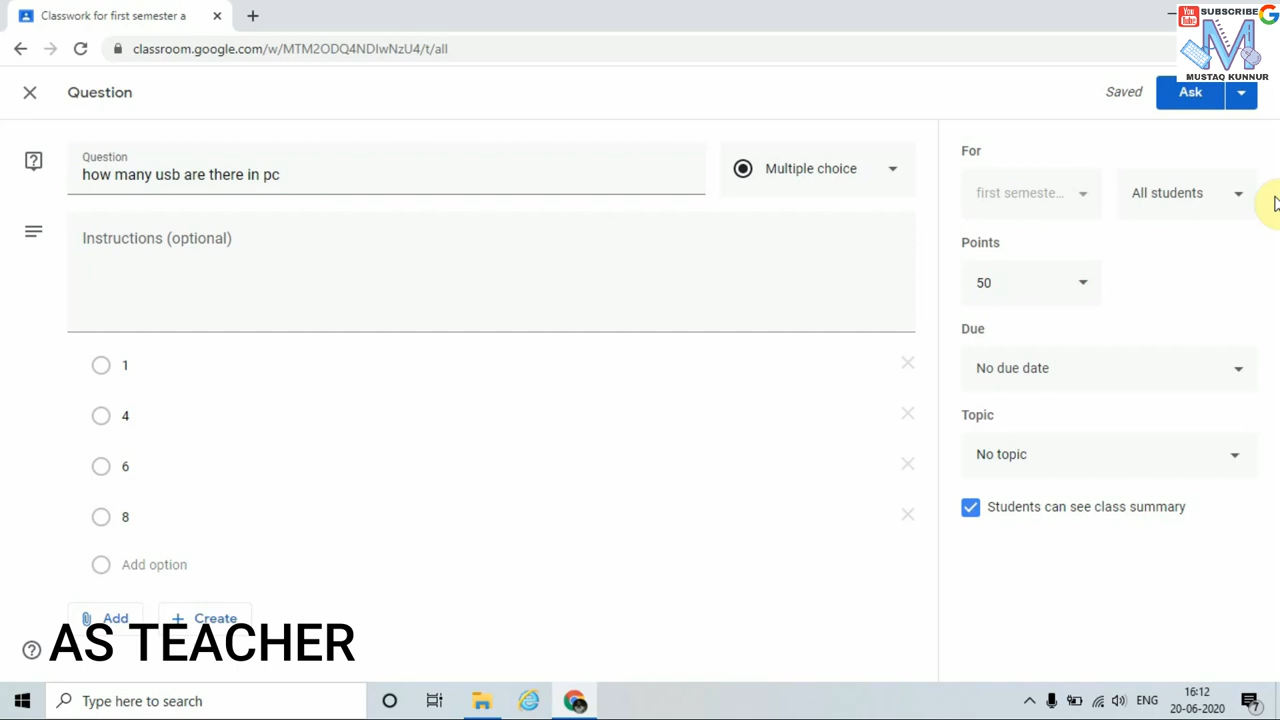 Classwork for first semester a
classroom.google.com/w/MTM2ODQ4NDIwNzU4/t/all
SUBSCRIBE
You
Tube
MUSTAQ KUNNUR
Question
Saved
Ask
Question
how many usb are there in pc
Multiple choice
Instructions (optional)
1
4
6
8
Add option
Add
Create
For
first semeste...
All students
Points
50
Due
No due date
Topic
No topic
Students can see class summary
AS TEACHER
Type here to search
ENG
16:12
20-06-2020
7